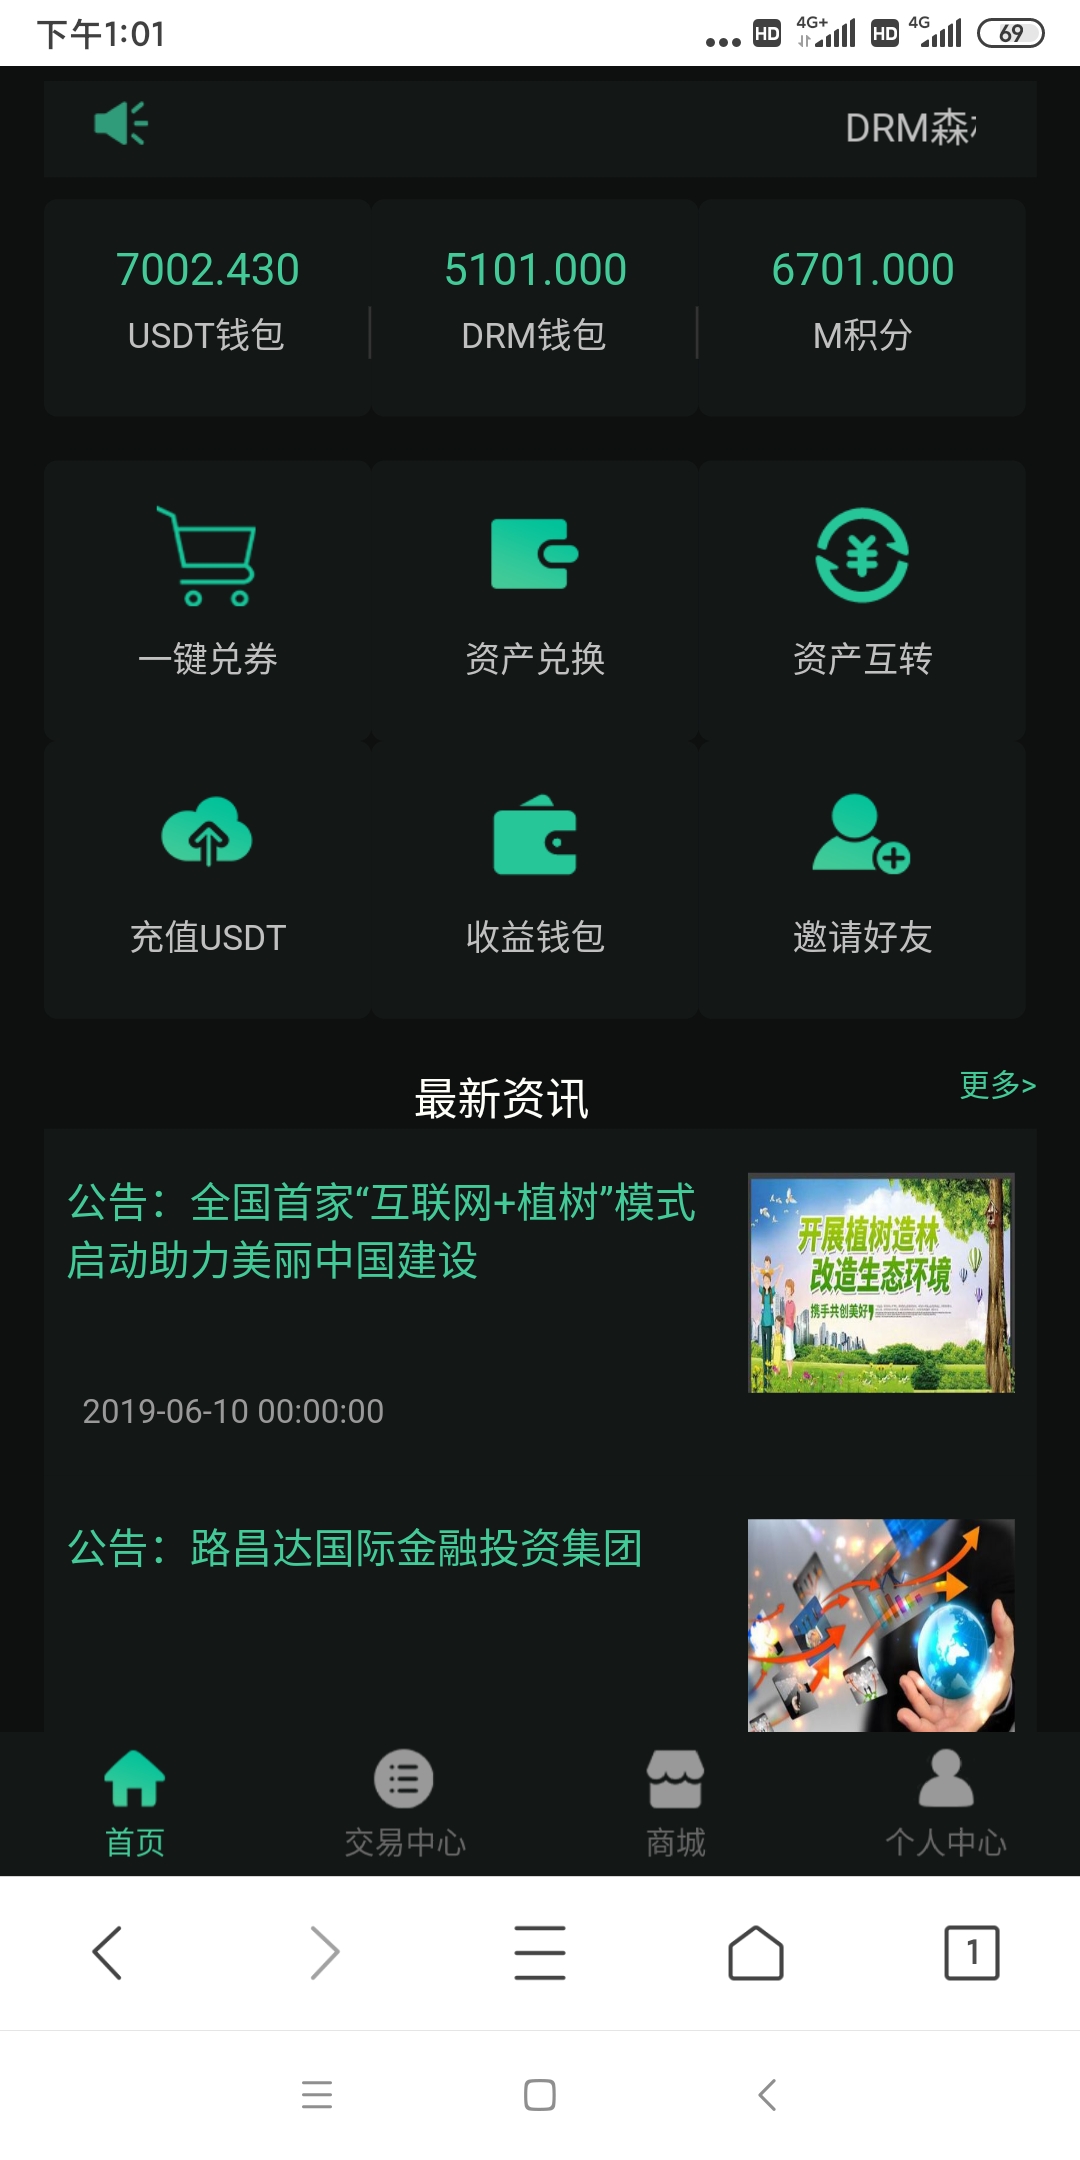 下午1:01
HD 4G+ HD 4G 69
DRM森
7002.430 5101.000 6701.000
USDT钱包 DRM钱包 M积分
一键兑券 资产兑换 资产互转
充值USDT 收益钱包 邀请好友
最新资讯 更多>
公告：全国首家“互联网+植树”模式
启动助力美丽中国建设
开展植树造林
改造生态环境
携手共创美好
2019-06-10 00:00:00
公告：路昌达国际金融投资集团
首页 交易中心 商城 个人中心
1